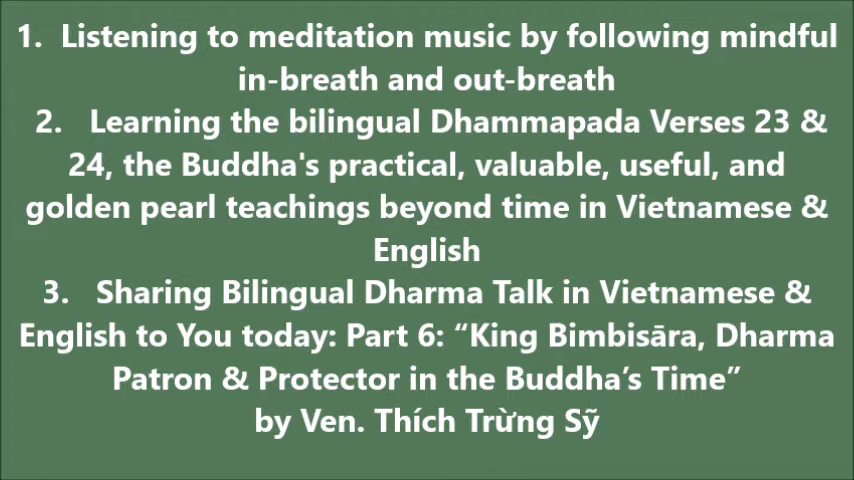 1. Listening to meditation music by following mindful
in-breath and out-breath
2. Learning the bilingual Dhammapada Verses 23 &
24, the Buddha's practical, valuable, useful, and
golden pearl teachings beyond time in Vietnamese &
English
3. Sharing Bilingual Dharma Talk in Vietnamese &
English to You today: Part 6: “King Bimbisāra, Dharma
Patron & Protector in the Buddha’s Time”
by Ven. Thích Trừng Sỹ